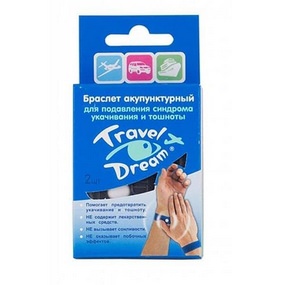 Браслет акупунктурный
для подавления синдрома
укачивания и тошноты
Travel
Dream®
2 шт
• Помогает предотвратить
укачивание и тошноту
• НЕ содержит лекарствен-
ных средств.
• НЕ вызывает сонливости
• НЕ оказывает побочных
эффектов